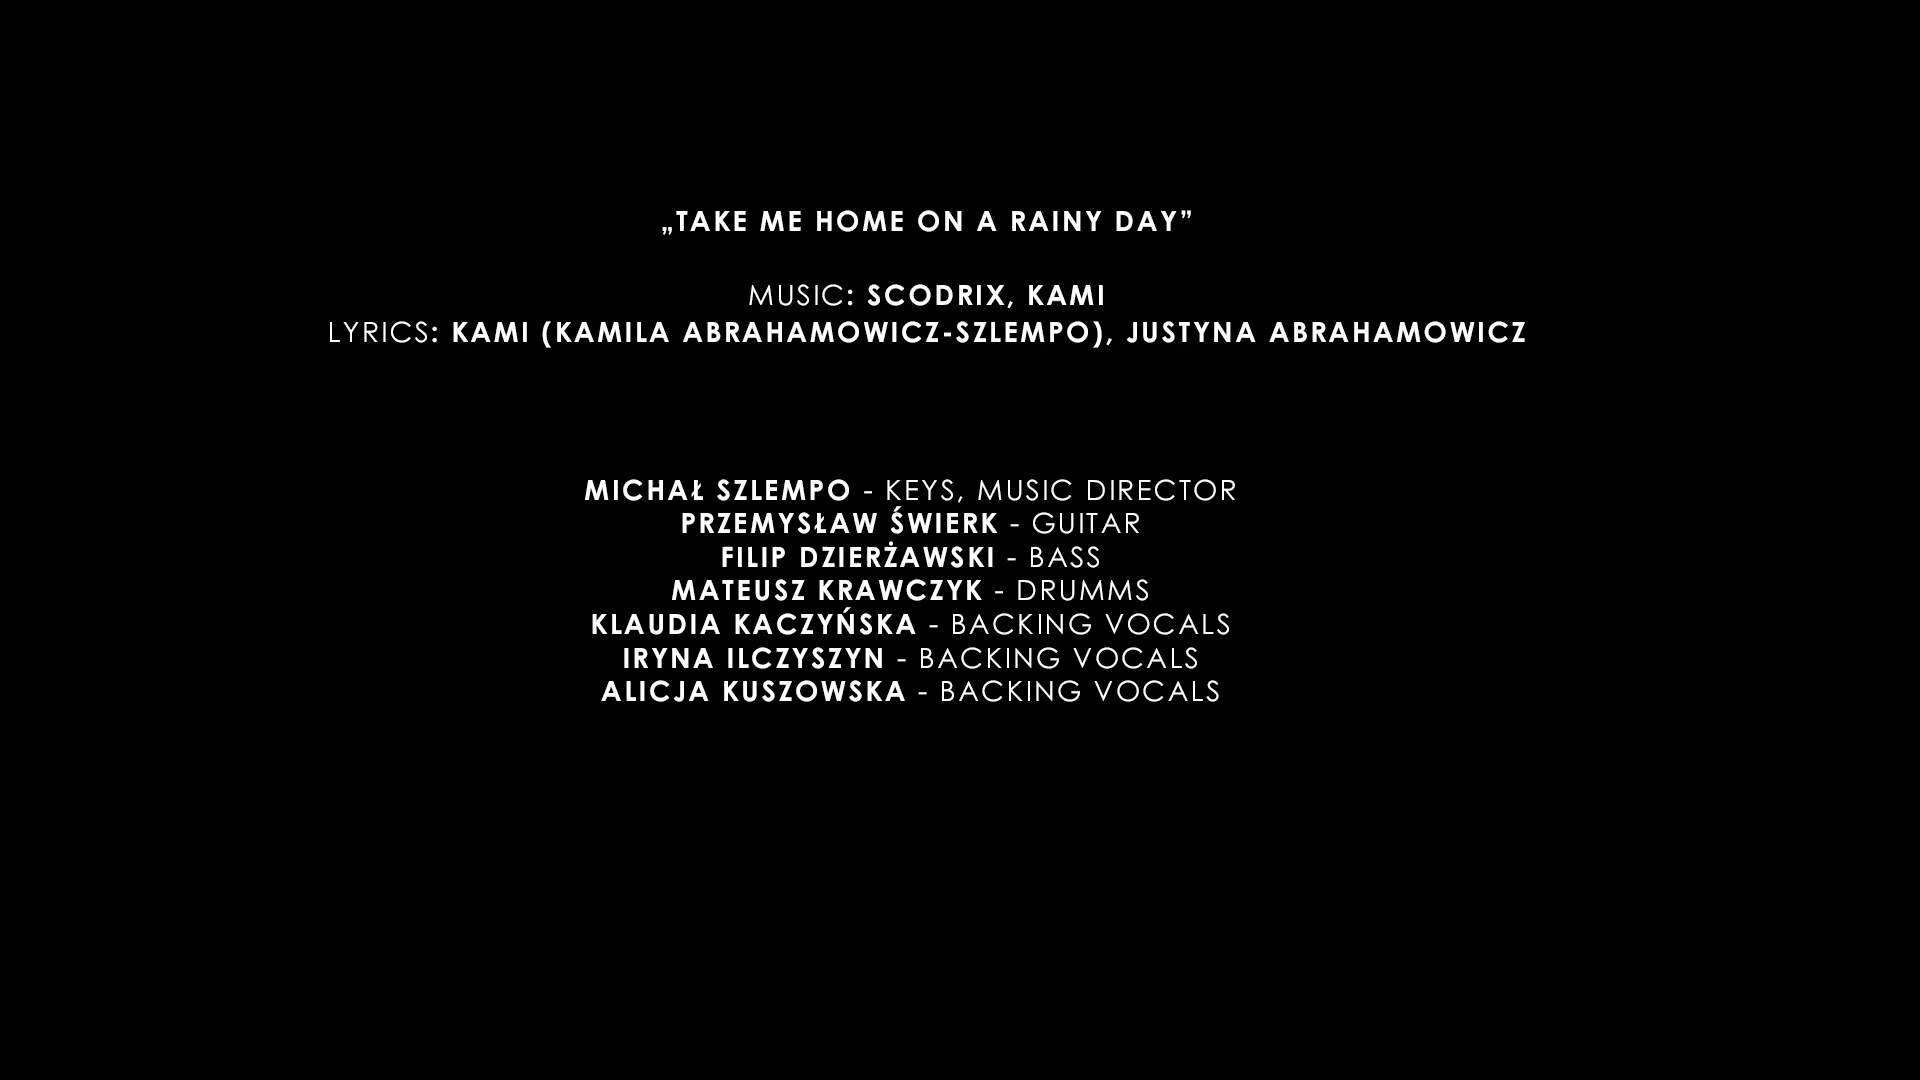 „TAKE ME HOME ON A RAINY DAY”
MUSIC: SCODRIX, KAMI
LYRICS: KAMI (KAMILA ABRAHAMOWICZ-SZLEMPO), JUSTYNA ABRAHAMOWICZ
MICHAŁ SZLEMPO - KEYS, MUSIC DIRECTOR
PRZEMYSŁAW ŚWIERK - GUITAR
FILIP DZIERŻAWSKI - BASS
MATEUSZ KRAWCZYK - DRUMMS
KLAUDIA KACZYŃSKA - BACKING VOCALS
IRYNA ILCZYSZYN - BACKING VOCALS
ALICJA KUSZOWSKA - BACKING VOCALS